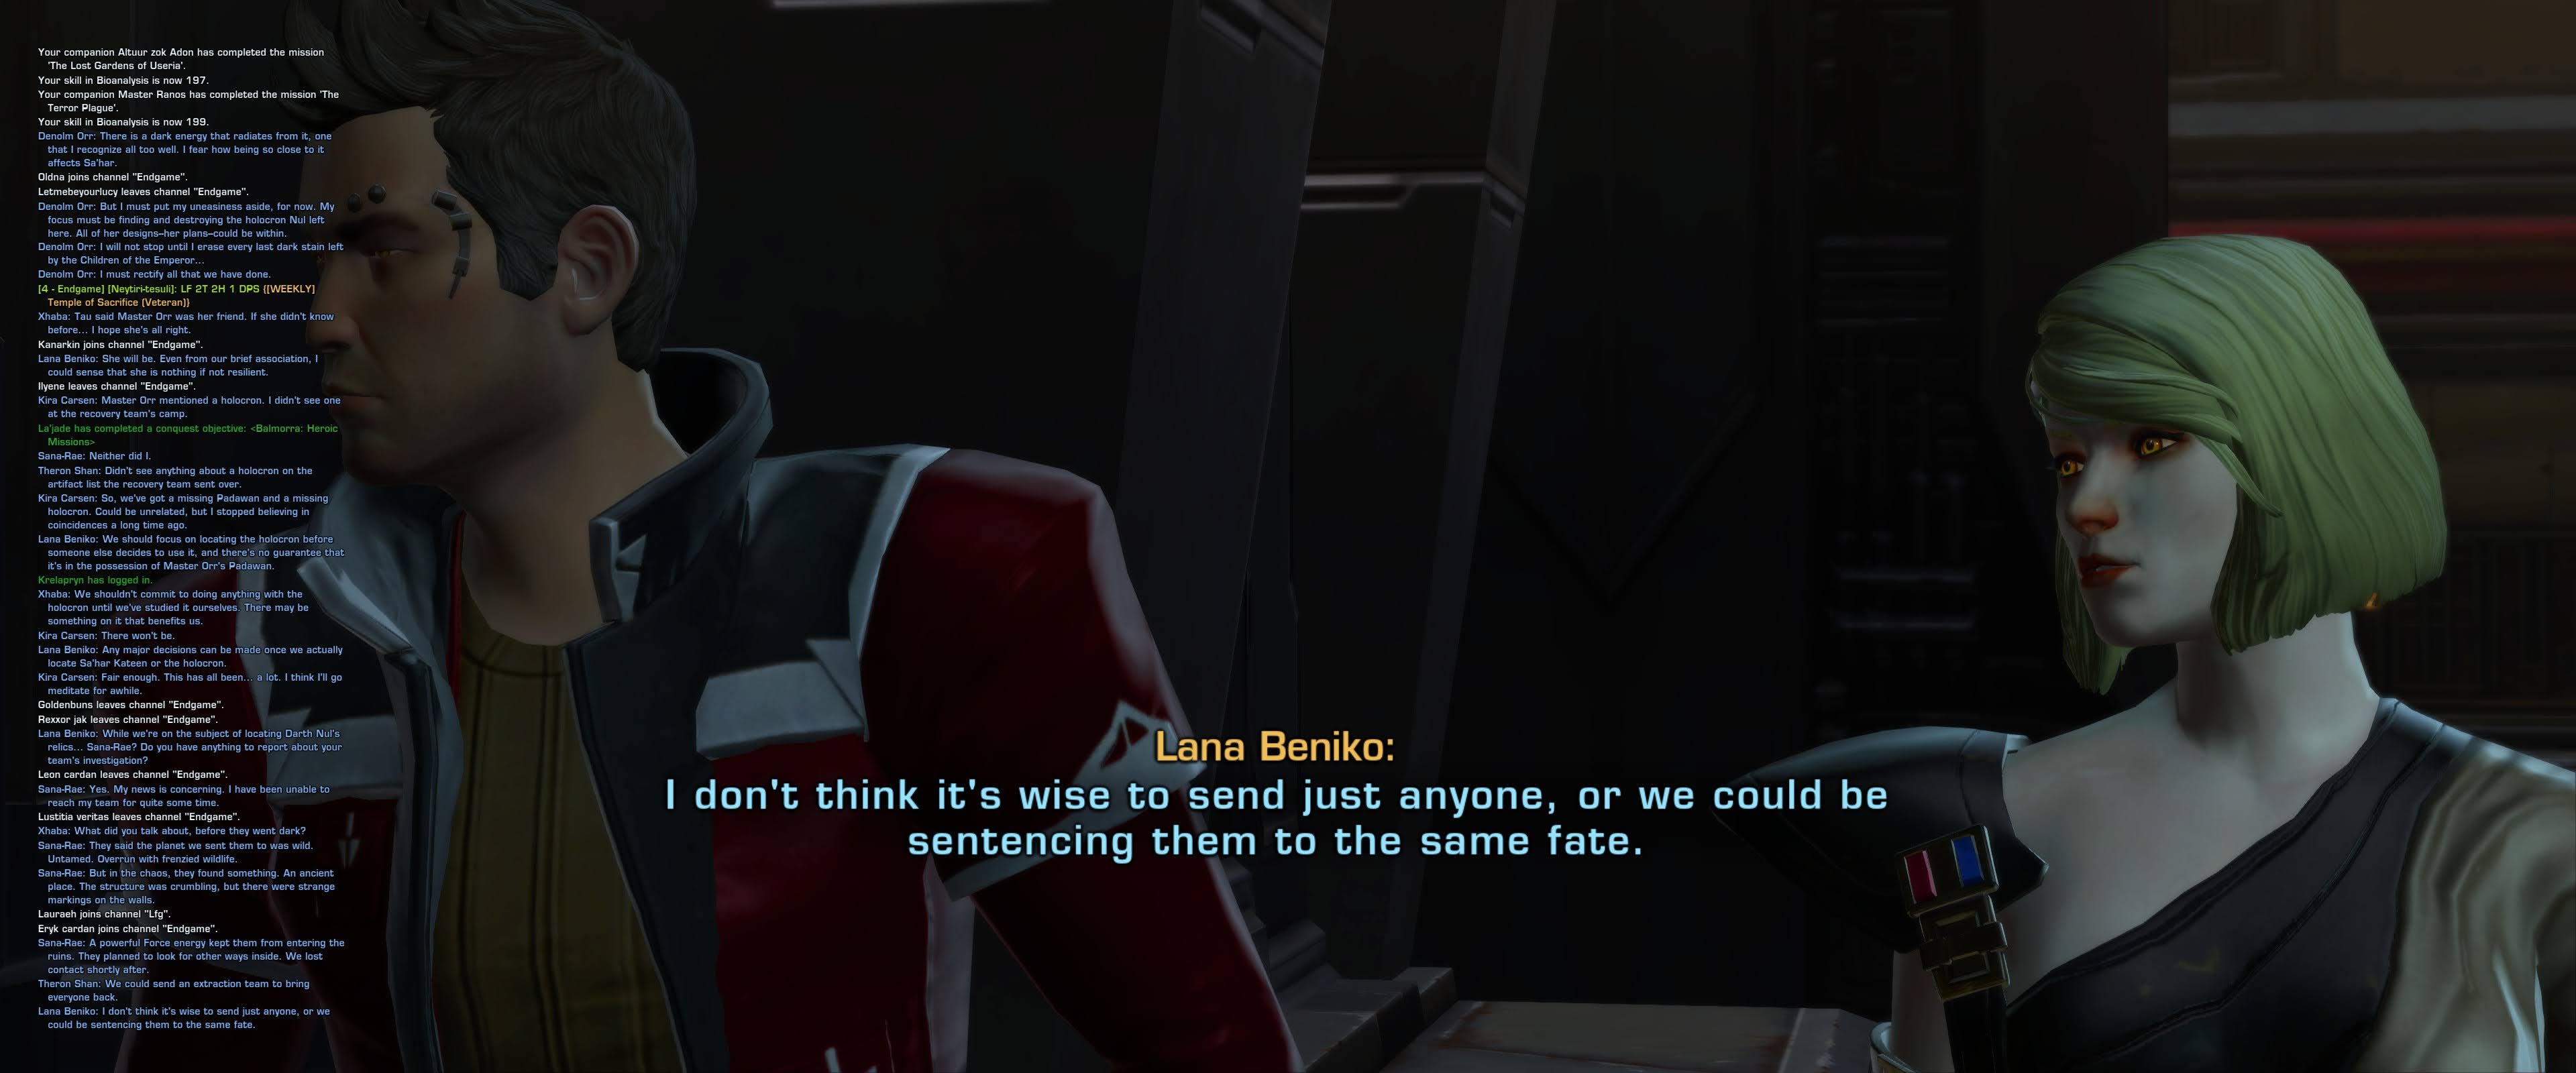 Your companion Altuur zok Adon has completed the mission
'The Lost Gardens of Useria'.
Your skill in Bioanalysis is now 197.
Your companion Master Ranos has completed the mission 'The
Terror Plague'.
Your skill in Bioanalysis is now 199.
Denolm Orr: There is a dark energy that radiates from it, one
that I recognize all too well. I fear how being so close to it
affects Sa'har.
Oldna joins channel "Endgame".
Letmebeyourlucy leaves channel "Endgame".
Denolm Orr: But I must put my uneasiness aside, for now. My
focus must be finding and destroying the holocron Nul left
here. All of her designs–her plans–could be within.
Denolm Orr: I will not stop until I erase every last dark stain left
by the Children of the Emperor...
Denolm Orr: I must rectify all that we have done.
[4 - Endgame] [Neytiri-tesuli]: LF 2T 2H 1 DPS {[WEEKLY]
Temple of Sacrifice (Veteran)}
Xhaba: Tau said Master Orr was her friend. If she didn't know
before... I hope she's all right.
Kanarkin joins channel "Endgame".
Lana Beniko: She will be. Even from our brief association, I
could sense that she is nothing if not resilient.
Ilyene leaves channel "Endgame".
Kira Carsen: Master Orr mentioned a holocron. I didn't see one
at the recovery team's camp.
La'jade has completed a conquest objective: <Balmorra: Heroic
Missions>
Sana-Rae: Neither did I.
Theron Shan: Didn't see anything about a holocron on the
artifact list the recovery team sent over.
Kira Carsen: So, we've got a missing Padawan and a missing
holocron. Could be unrelated, but I stopped believing in
coincidences a long time ago.
Lana Beniko: We should focus on locating the holocron before
someone else decides to use it, and there's no guarantee that
it's in the possession of Master Orr's Padawan.
Krelapryn has logged in.
Xhaba: We shouldn't commit to doing anything with the
holocron until we've studied it ourselves. There may be
something on it that benefits us.
Kira Carsen: There won't be.
Lana Beniko: Any major decisions can be made once we actually
locate Sa'har Kateen or the holocron.
Kira Carsen: Fair enough. This has all been... a lot. I think I'll go
meditate for awhile.
Goldenbuns leaves channel "Endgame".
Rexxor jak leaves channel "Endgame".
Lana Beniko: While we're on the subject of locating Darth Nul's
relics... Sana-Rae? Do you have anything to report about your
team's investigation?
Leon cardan leaves channel "Endgame".
Sana-Rae: Yes. My news is concerning. I have been unable to
reach my team for quite some time.
Lustitia veritas leaves channel "Endgame".
Xhaba: What did you talk about, before they went dark?
Sana-Rae: They said the planet we sent them to was wild.
Untamed. Overrun with frenzied wildlife.
Sana-Rae: But in the chaos, they found something. An ancient
place. The structure was crumbling, but there were strange
markings on the walls.
Lauraeh joins channel "Lfg".
Eryk cardan joins channel "Endgame".
Sana-Rae: A powerful Force energy kept them from entering the
ruins. They planned to look for other ways inside. We lost
contact shortly after.
Theron Shan: We could send an extraction team to bring
everyone back.
Lana Beniko: I don't think it's wise to send just anyone, or we
could be sentencing them to the same fate.
Lana Beniko:
I don't think it's wise to send just anyone, or we could be
sentencing them to the same fate.